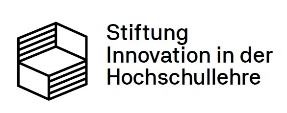 Stiftung
Innovation in der
Hochschullehre